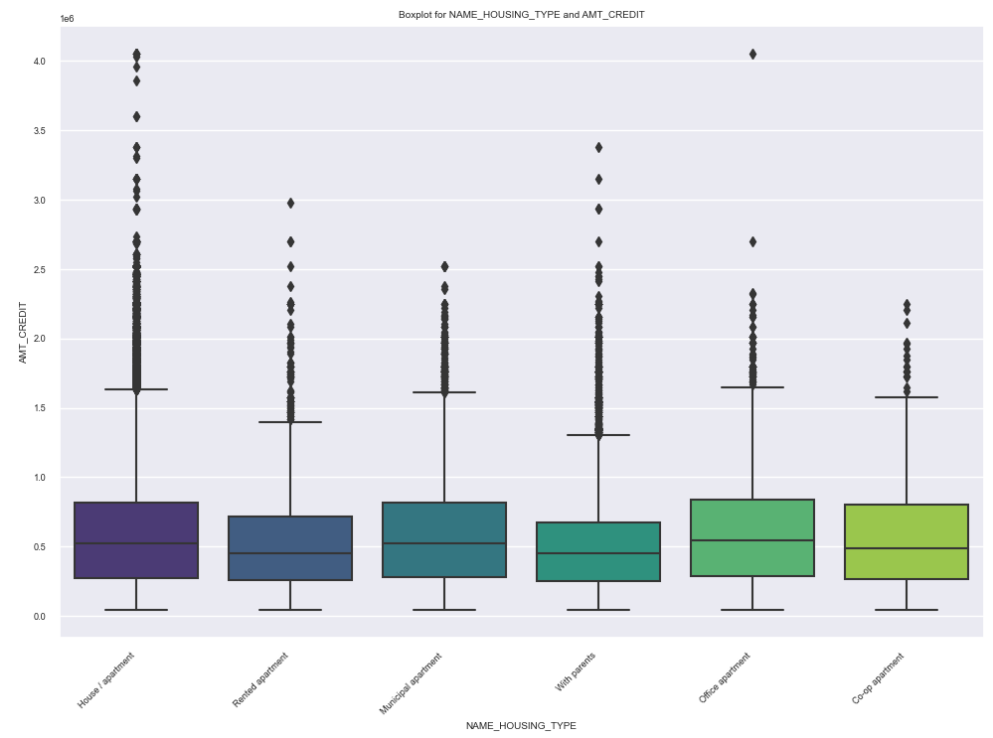 Boxplot for NAME_HOUSING_TYPE and AMT_CREDIT
1e6
4.0
3.5
3.0
2.5
2.0
1.5
1.0
0.5
0.0
AMT_CREDIT
House / apartment
Rented apartment
Municipal apartment
With parents
Office apartment
Co-op apartment
NAME_HOUSING_TYPE